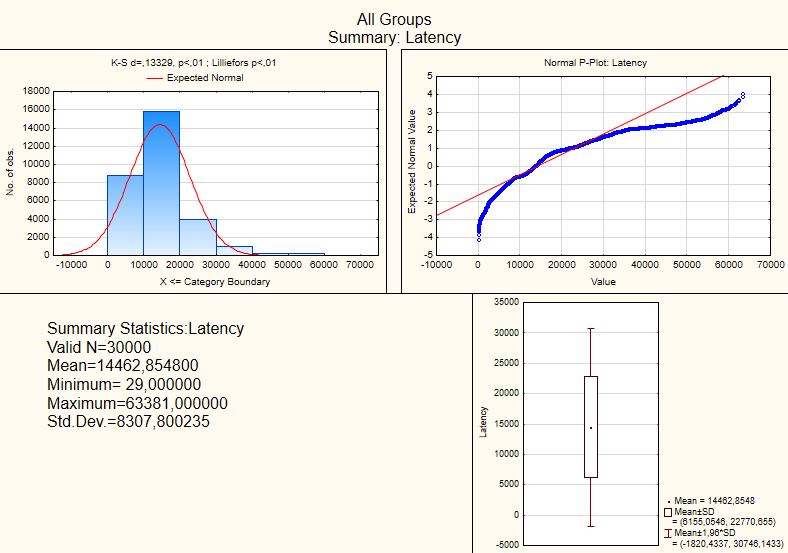 All Groups
Summary: Latency
K-S d=,13329, p<,01 ; Lilliefors p<,01
Expected Normal
18000
16000
14000
12000
10000
8000
6000
4000
2000
0
No. of obs.
-10000 0 10000 20000 30000 40000 50000 60000 70000
X <= Category Boundary
Normal P-Plot: Latency
5
4
3
2
1
0
-1
-2
-3
-4
-5
Expected Normal Value
-10000 0 10000 20000 30000 40000 50000 60000 70000
Value
Summary Statistics:Latency
Valid N=30000
Mean=14462,854800
Minimum= 29,000000
Maximum=63381,000000
Std.Dev.=8307,800235
35000
30000
25000
20000
15000
10000
5000
0
-5000
Latency
Mean = 14462,8548
Mean±SD
= (6155,0546, 22770,655)
Mean±1,96*SD
= (-1820,4337, 30746,1433)